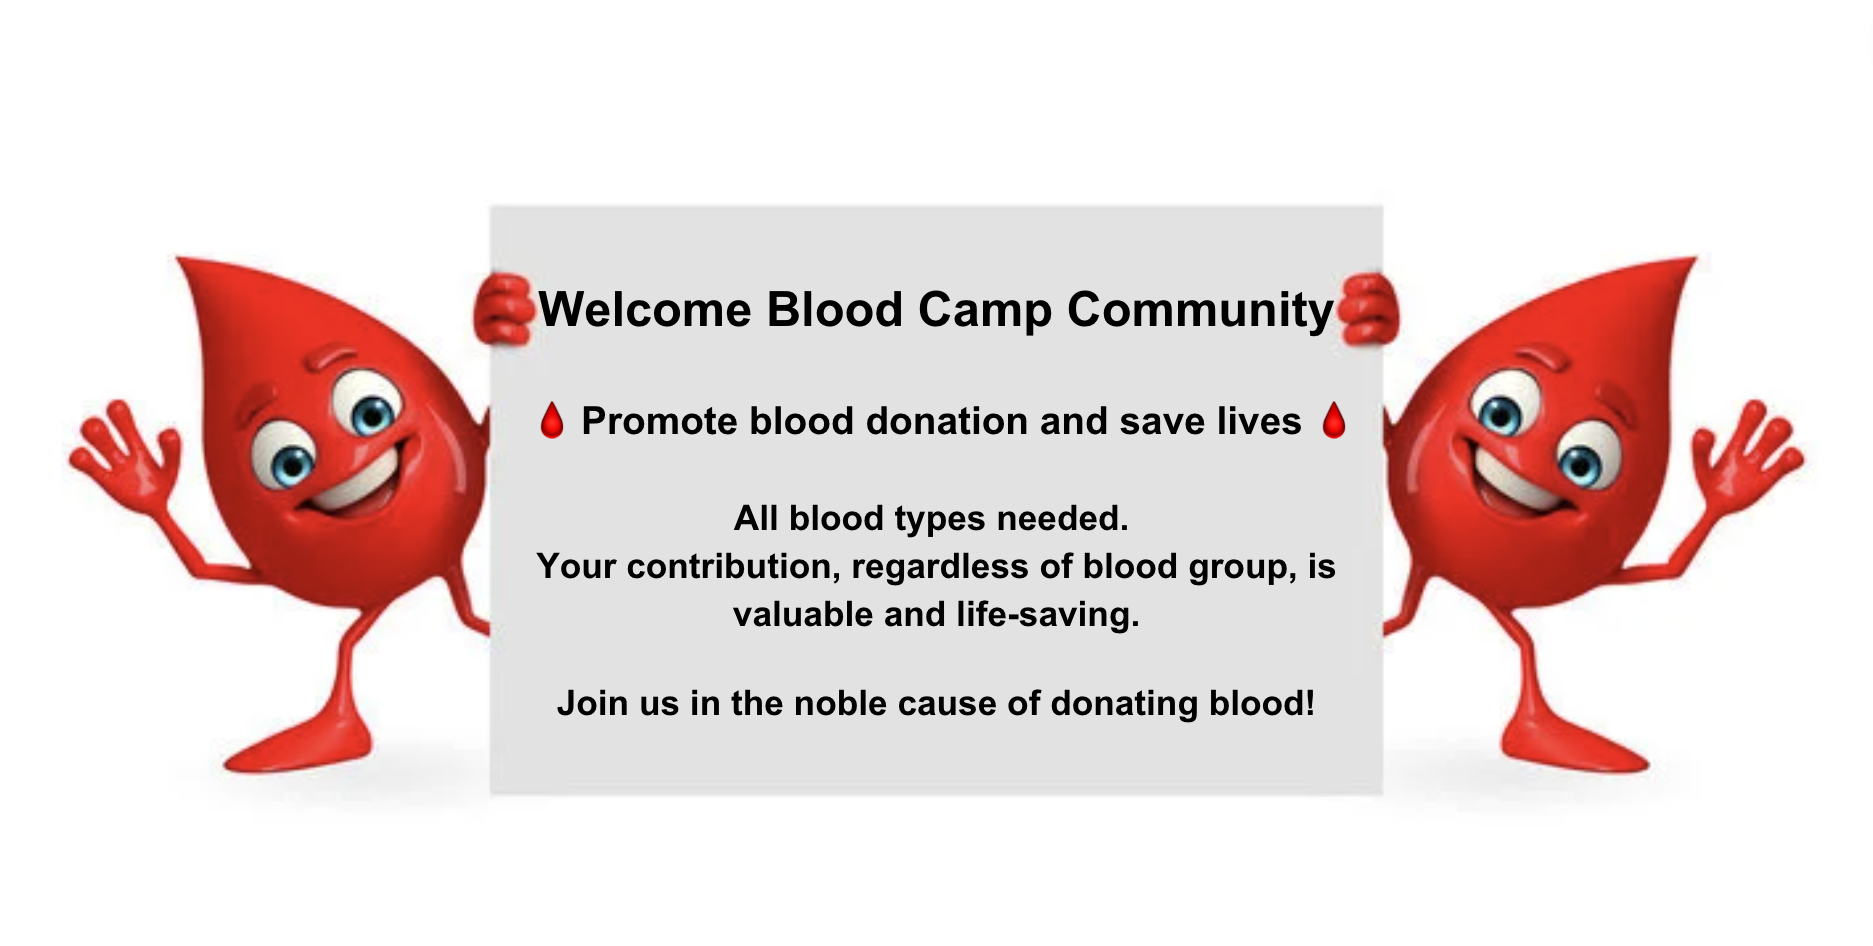 Welcome Blood Camp Community
🩸 Promote blood donation and save lives 🩸
All blood types needed.
Your contribution, regardless of blood group, is
valuable and life-saving.
Join us in the noble cause of donating blood!